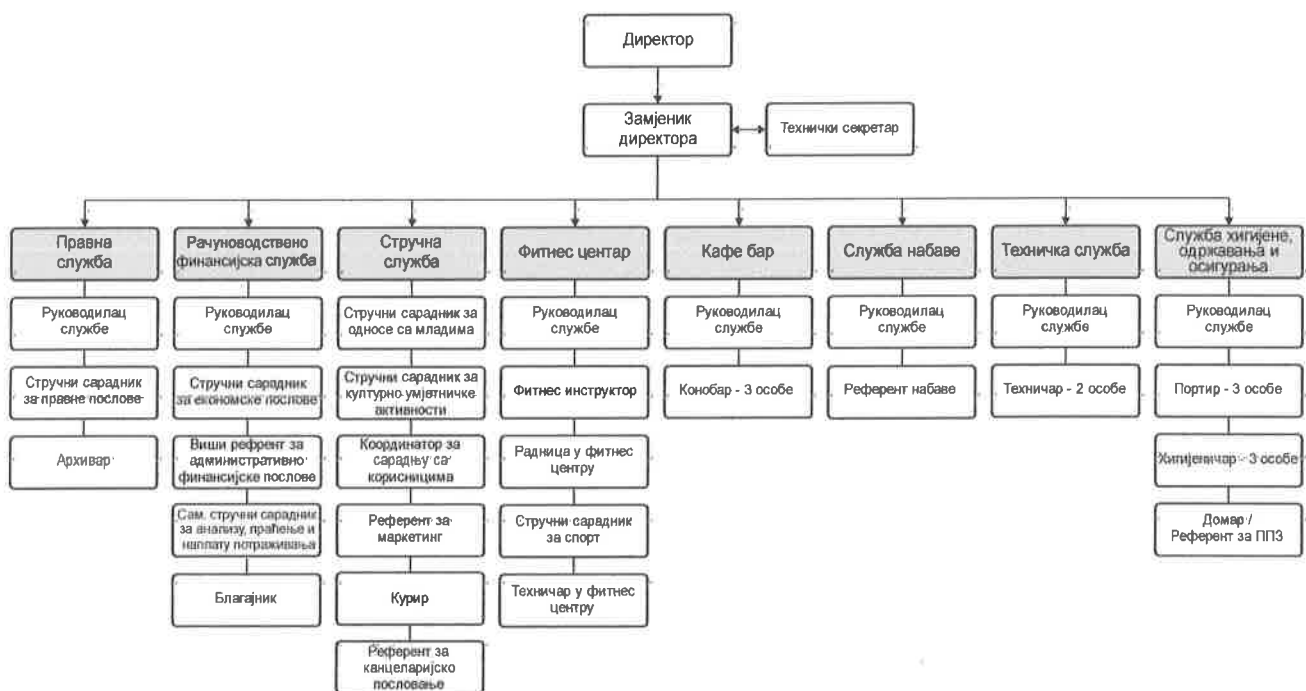 Директор
Замјеник
директора
Технички секретар
Правна
служба
Рачуноводствено
финансијска служба
Стручна
служба
Фитнес центар
Кафе бар
Служба набаве
Техничка служба
Служба хигијене,
одржавања и
осигурања
Руководилац
службе
Руководилац
службе
Стручни сарадник за
односе са младима
Руководилац
службе
Руководилац
службе
Руководилац
службе
Руководилац
службе
Руководилац
службе
Стручни сарадник
за правне послове
Стручни сарадник
за економске послове
Стручни сарадник за
културно умјетничке
активности
Фитнес инструктор
Конобар - 3 особе
Референт набаве
Техничар - 2 особе
Портир - 3 особе
Архивар
Виши рефрент за
административно
финансијске послове
Координатор за
сарадњу са
корисницима
Радница у фитнес
центру
Хигијеничар - 3 особе
Сам. стручни сарадник
за анализу, праћење и
наплату потраживања
Референт за
маркетинг
Стручни сарадник
за спорт
Домар /
Референт за ППЗ
Благајник
Курир
Техничар у фитнес
центру
Референт за
канцеларијско
пословање